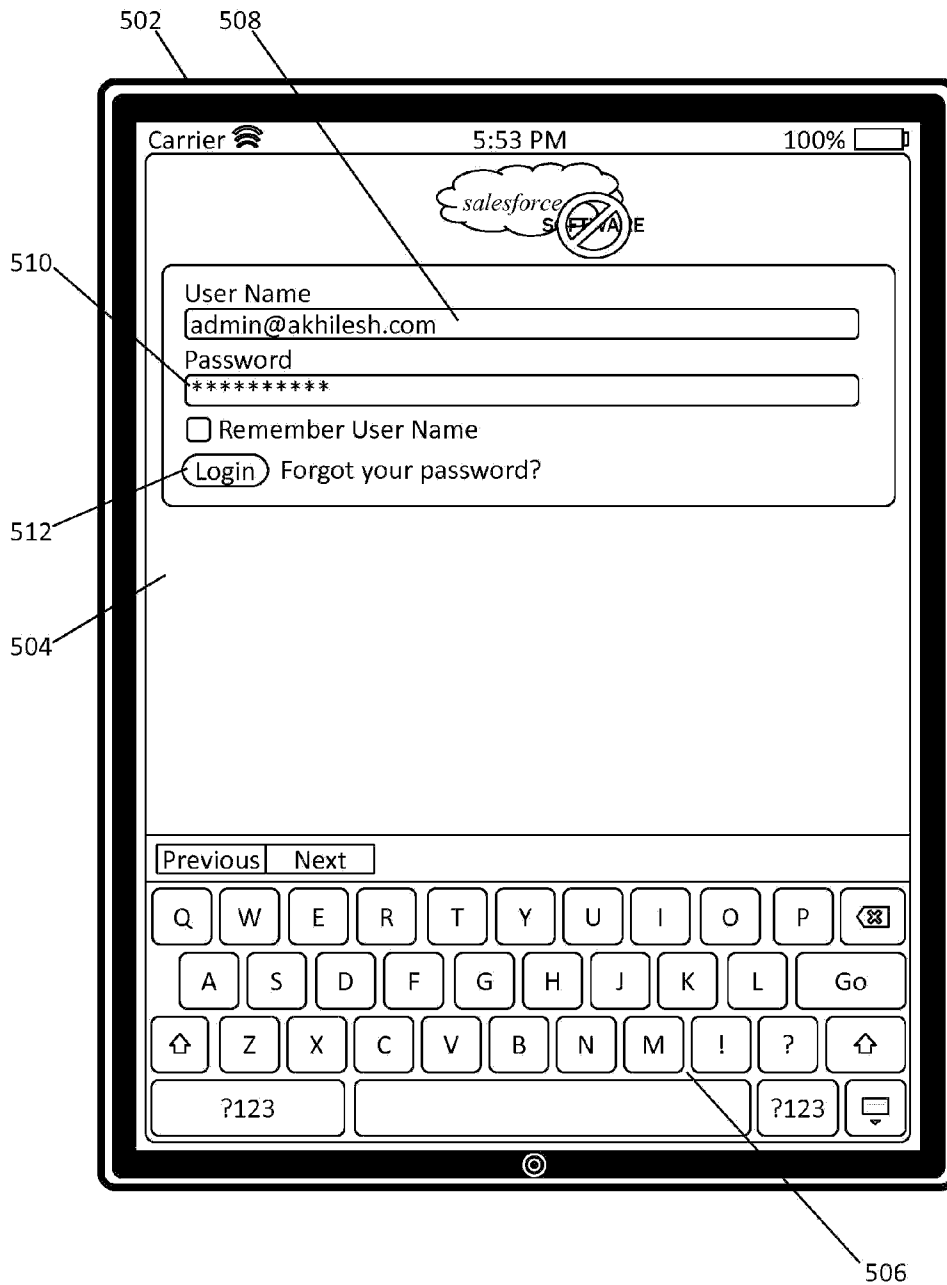 502 508
Carrier 5:53 PM 100%
salesforce
SOFTWARE
510
User Name
admin@akhilesh.com
Password
**********
Remember User Name
Login Forgot your password?
512
504
Previous Next
Q W E R T Y U I O P
A S D F G H J K L Go
Z X C V B N M ! ?
?123 ?123
506